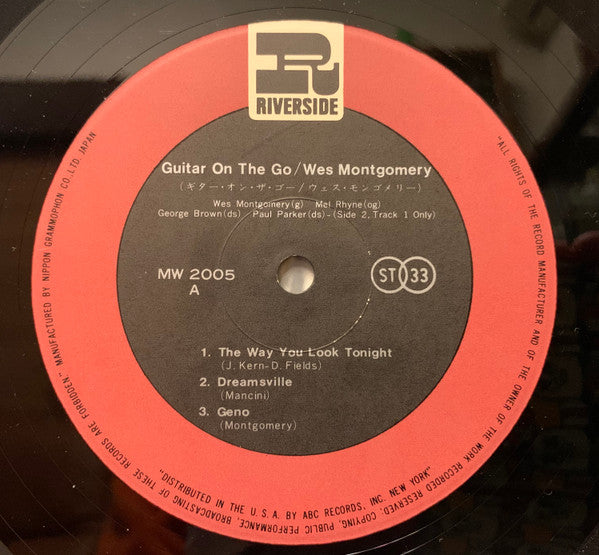 R
RIVERSIDE
Guitar On The Go/Wes Montgomery
(ギター・オン・ザ・ゴー/ウェス・モンゴメリー)
Wes Montgomery(g) Mel Rhyne(og)
George Brown(ds) Paul Parker(ds)-(Side 2, Track 1 Only)
MW 2005
A
ST 33
1. The Way You Look Tonight
(J. Kern-D. Fields)
2. Dreamsville
(Mancini)
3. Geno
(Montgomery)
"ALL RIGHTS OF THE RECORD MANUFACTURER AND OF THE OWNER OF THE WORK RECORDED RESERVED. COPYING, PUBLIC PERFORMANCE, BROADCASTING OF THESE RECORDS ARE FORBIDDEN" MANUFACTURED BY NIPPON GRAMMOPHON CO., LTD. JAPAN
"DISTRIBUTED IN THE U. S. A. BY ABC RECORDS, INC. NEW YORK"